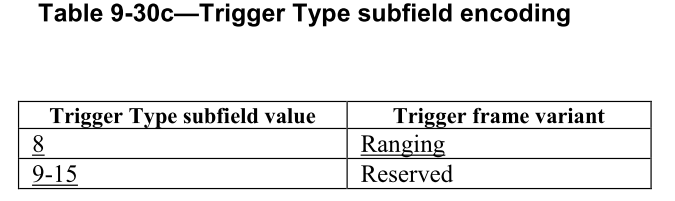 Table 9-30c—Trigger Type subfield encoding
Trigger Type subfield value Trigger frame variant
8 Ranging
9-15 Reserved